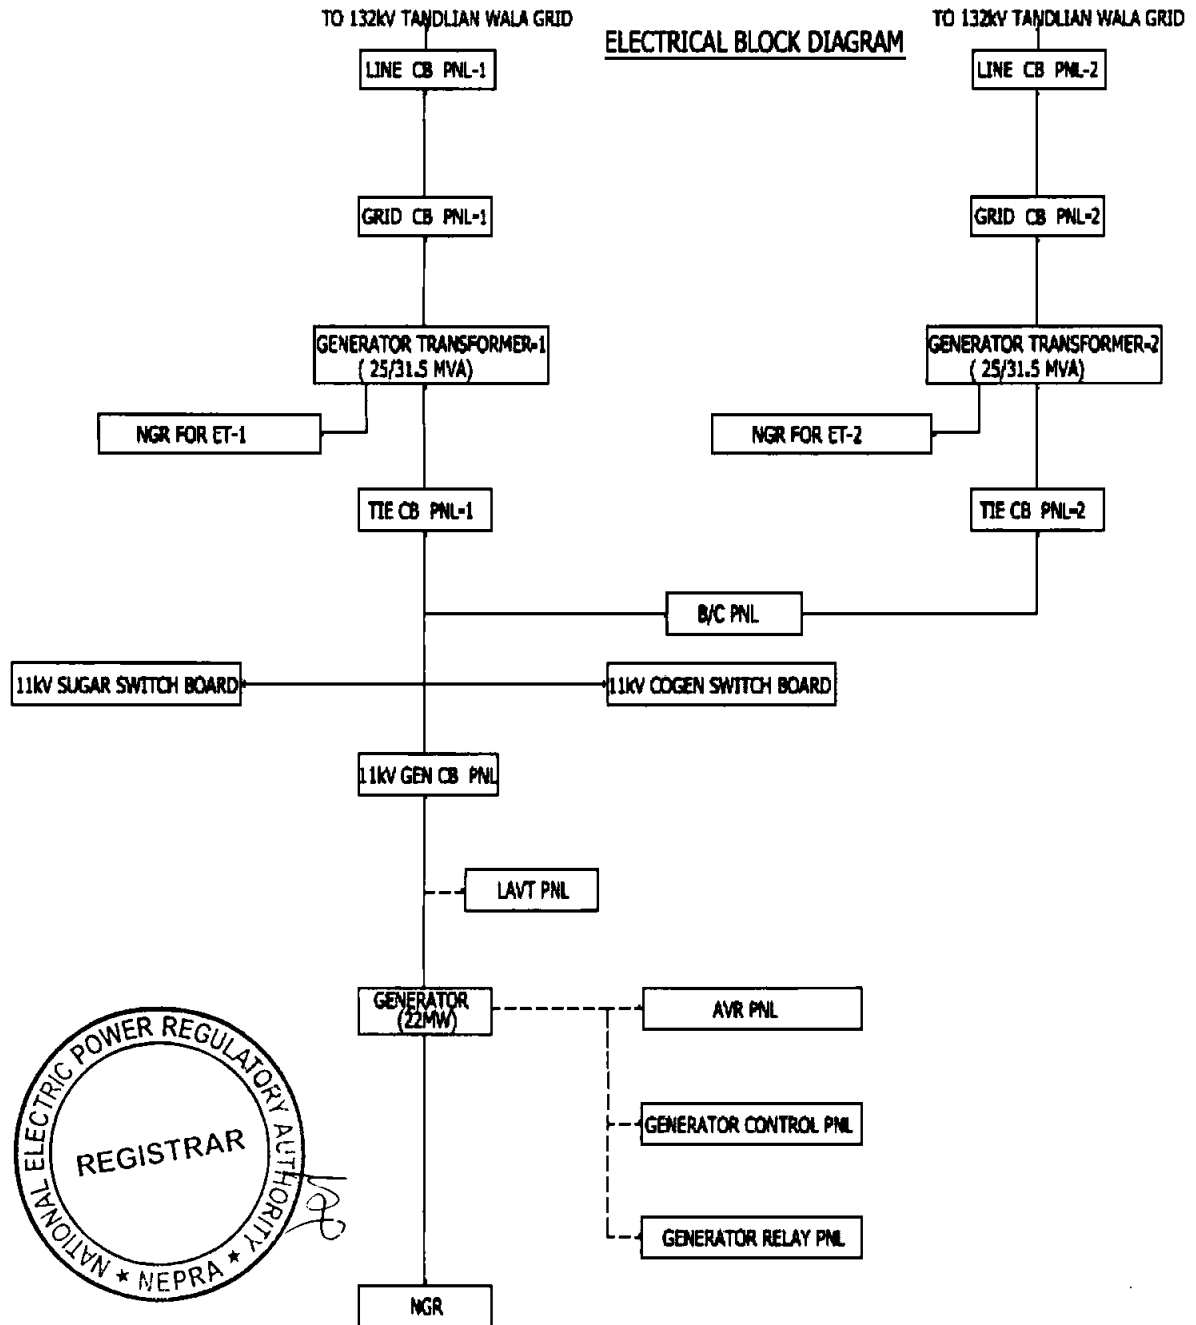 TO 132kV TANDLIAN WALA GRID
ELECTRICAL BLOCK DIAGRAM
TO 132kV TANDLIAN WALA GRID
LINE CB PNL-1
LINE CB PNL-2
GRID CB PNL-1
GRID CB PNL-2
GENERATOR TRANSFORMER-1
( 25/31.5 MVA)
GENERATOR TRANSFORMER-2
( 25/31.5 MVA)
NGR FOR ET-1
NGR FOR ET-2
TIE CB PNL-1
TIE CB PNL-2
B/C PNL
11kV SUGAR SWITCH BOARD
11kV COGEN SWITCH BOARD
11kV GEN CB PNL
LAVT PNL
GENERATOR
(22MW)
AVR PNL
GENERATOR CONTROL PNL
GENERATOR RELAY PNL
NGR
NATIONAL ELECTRIC POWER REGULATORY AUTHORITY
REGISTRAR
★ NEPRA ★